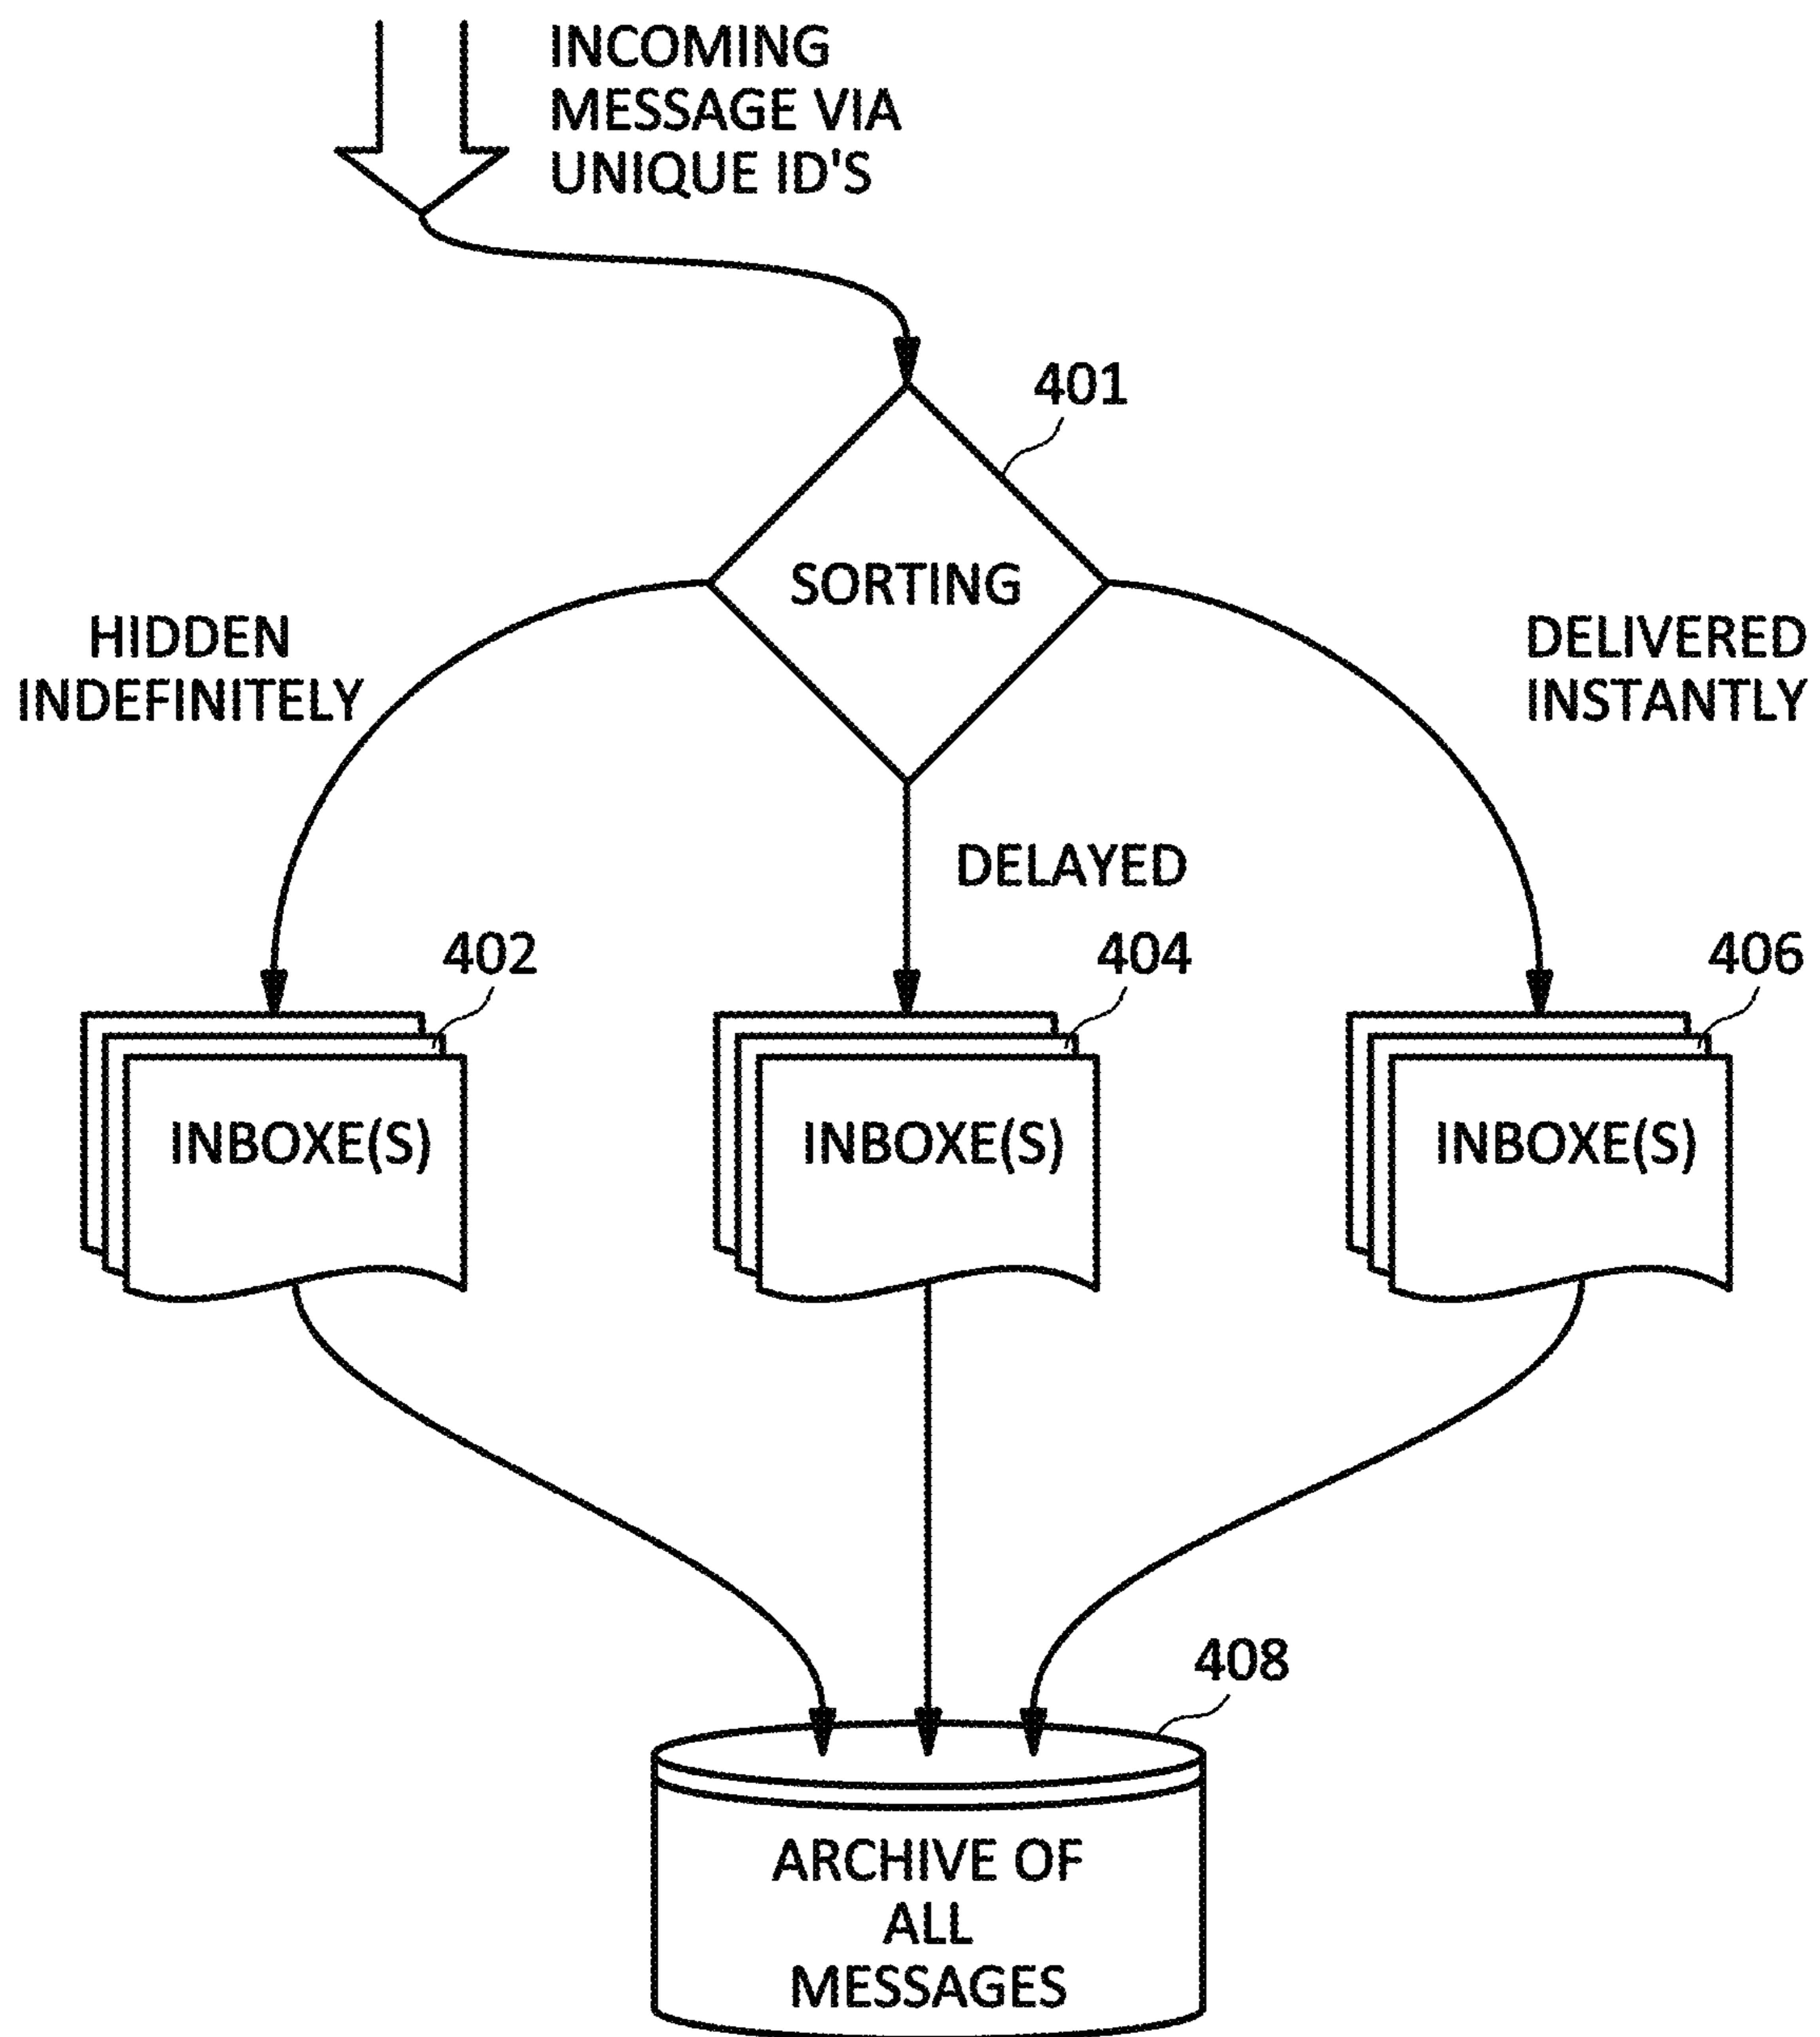 INCOMING
MESSAGE VIA
UNIQUE ID'S
401
SORTING
HIDDEN
INDEFINITELY
DELIVERED
INSTANTLY
DELAYED
402
404
406
INBOXE(S)
INBOXE(S)
INBOXE(S)
408
ARCHIVE OF
ALL
MESSAGES